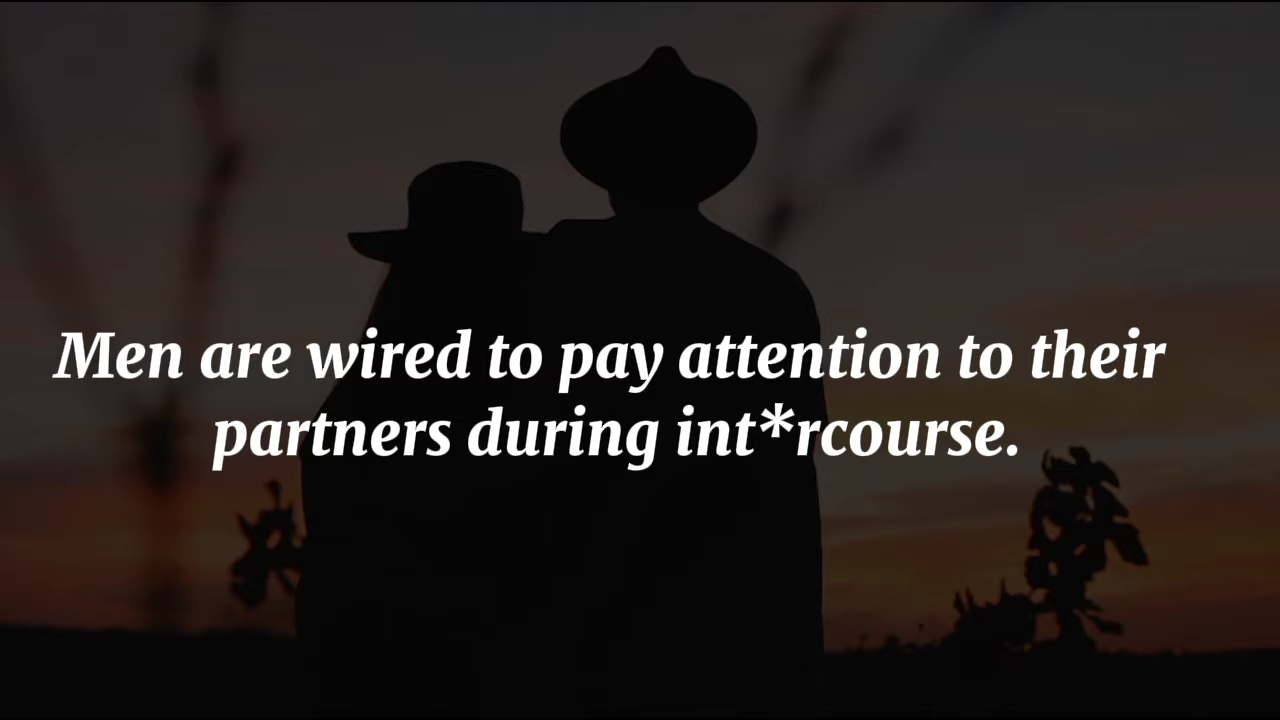 Men are wired to pay attention to their
partners during int*rcourse.